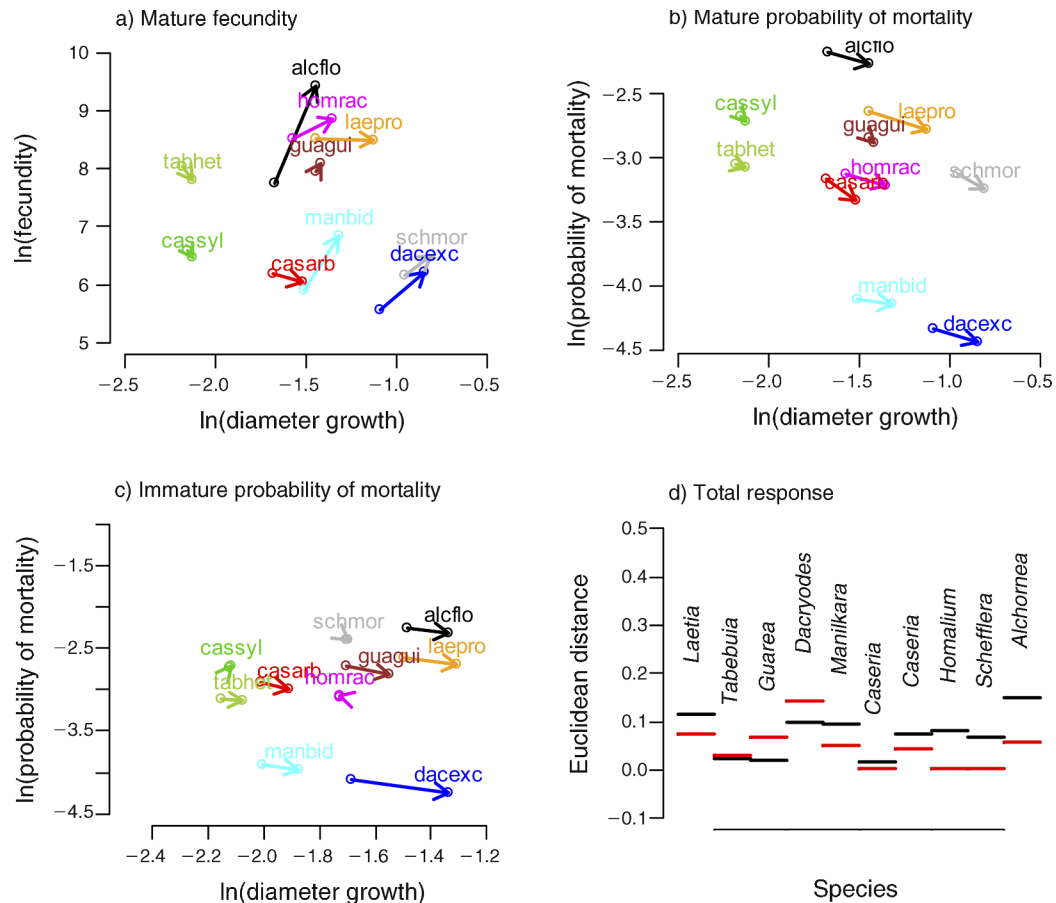 a) Mature fecundity
ln(fecundity)
10
9
8
7
6
5
alcflo
homrac
laepro
guagui
tabhet
manbid
cassyl
casarb
schmor
dacexc
−2.5
−2.0
−1.5
−1.0
−0.5
ln(diameter growth)
b) Mature probability of mortality
ln(probability of mortality)
−2.5
−3.0
−3.5
−4.0
−4.5
alcflo
cassyl
laepro
guagui
tabhet
homrac
schmor
casarb
manbid
dacexc
−2.5
−2.0
−1.5
−1.0
−0.5
ln(diameter growth)
c) Immature probability of mortality
ln(probability of mortality)
−1.5
−2.5
−3.5
−4.5
schmor
alcflo
cassyl
laepro
guagui
casarb
homrac
tabhet
manbid
dacexc
−2.4
−2.2
−2.0
−1.8
−1.6
−1.4
−1.2
ln(diameter growth)
d) Total response
Euclidean distance
0.5
0.4
0.3
0.2
0.1
0.0
−0.1
Laetia
Tabebuia
Guarea
Dacryodes
Manilkara
Caseria
Caseria
Homalium
Schefflera
Alchornea
Species